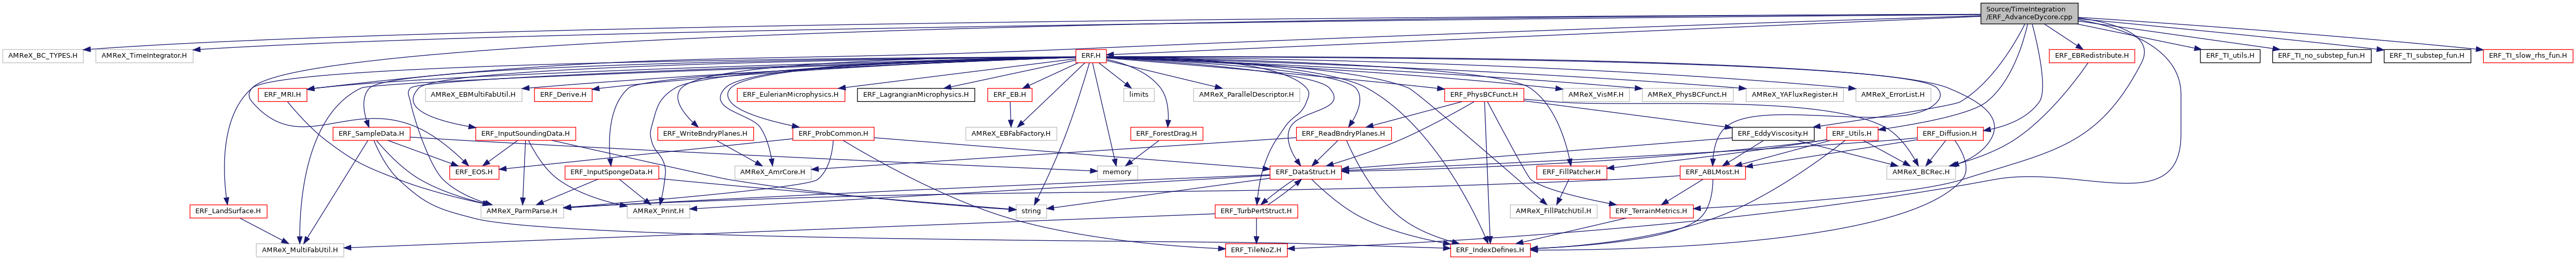 Source/TimeIntegration
/ERF_AdvanceDycore.cpp
AMReX_BC_TYPES.H
AMReX_TimeIntegrator.H
ERF.H
ERF_EBRedistribute.H
ERF_TI_utils.H
ERF_TI_no_substep_fun.H
ERF_TI_substep_fun.H
ERF_TI_slow_rhs_fun.H
ERF_MRI.H
AMReX_EBMultiFabUtil.H
ERF_Derive.H
ERF_EulerianMicrophysics.H
ERF_LagrangianMicrophysics.H
ERF_EB.H
limits
AMReX_ParallelDescriptor.H
ERF_PhysBCFunct.H
AMReX_VisMF.H
AMReX_PhysBCFunct.H
AMReX_YAFluxRegister.H
AMReX_ErrorList.H
ERF_SampleData.H
ERF_InputSoundingData.H
ERF_WriteBndryPlanes.H
ERF_ProbCommon.H
AMReX_EBFabFactory.H
ERF_ForestDrag.H
ERF_ReadBndryPlanes.H
ERF_EddyViscosity.H
ERF_Utils.H
ERF_Diffusion.H
ERF_EOS.H
ERF_InputSpongeData.H
AMReX_AmrCore.H
memory
ERF_DataStruct.H
ERF_FillPatcher.H
ERF_ABLMost.H
AMReX_BCRec.H
ERF_LandSurface.H
AMReX_ParmParse.H
AMReX_Print.H
string
ERF_TurbPertStruct.H
AMReX_FillPatchUtil.H
ERF_TerrainMetrics.H
AMReX_MultiFabUtil.H
ERF_TileNoZ.H
ERF_IndexDefines.H